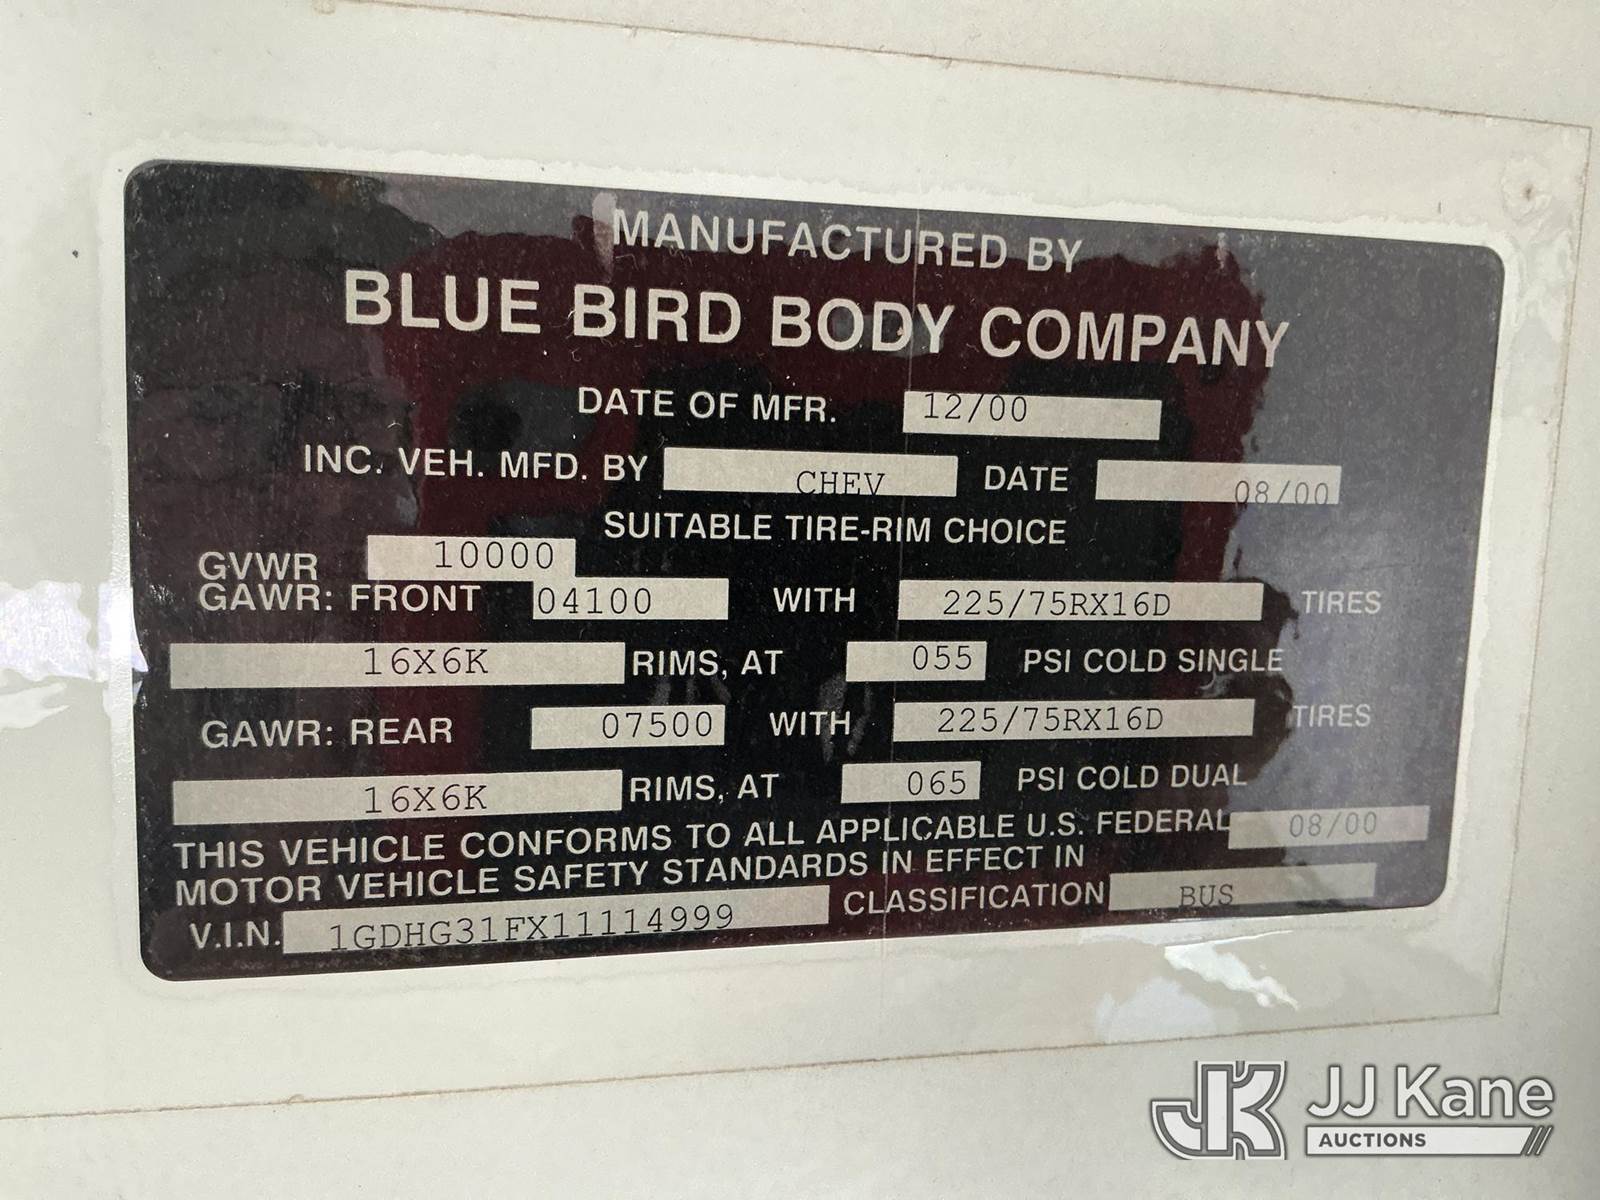 MANUFACTURED BY
BLUE BIRD BODY COMPANY
DATE OF MFR. 12/00
INC. VEH. MFD. BY CHEV DATE 08/00
SUITABLE TIRE-RIM CHOICE
GVWR 10000
GAWR: FRONT 04100 WITH 225/75RX16D TIRES
16X6K RIMS, AT 055 PSI COLD SINGLE
GAWR: REAR 07500 WITH 225/75RX16D TIRES
16X6K RIMS, AT 065 PSI COLD DUAL
THIS VEHICLE CONFORMS TO ALL APPLICABLE U.S. FEDERAL 08/00
MOTOR VEHICLE SAFETY STANDARDS IN EFFECT IN
V.I.N. 1GDHG31FX11114999 CLASSIFICATION BUS
JK JJ Kane
AUCTIONS